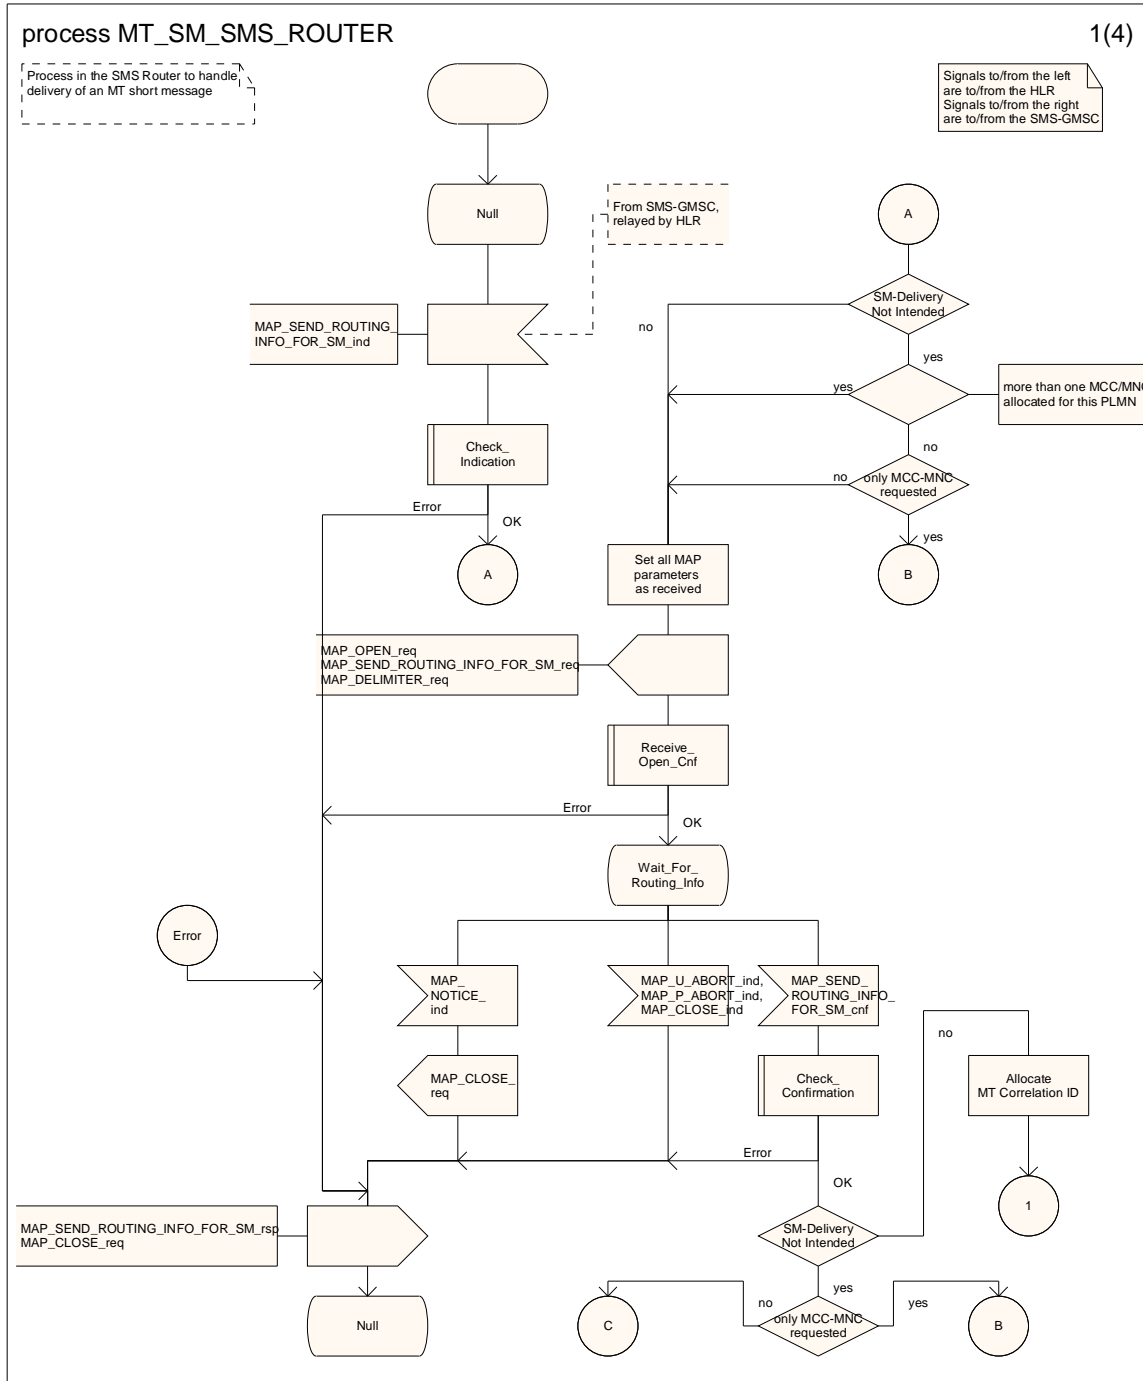 process MT_SM_SMS_ROUTER
1(4)
Process in the SMS Router to handle
delivery of an MT short message
Signals to/from the left
are to/from the HLR
Signals to/from the right
are to/from the SMS-GMSC
Null
From SMS-GMSC,
relayed by HLR
A
SM-Delivery
Not Intended
MAP_SEND_ROUTING_
INFO_FOR_SM_ind
no
yes
yes
more than one MCC/MNC
allocated for this PLMN
Check_
Indication
no
no
only MCC-MNC
requested
Error
OK
yes
A
Set all MAP
parameters
as received
B
MAP_OPEN_req
MAP_SEND_ROUTING_INFO_FOR_SM_req
MAP_DELIMITER_req
Receive_
Open_Cnf
Error
OK
Wait_For_
Routing_Info
Error
MAP_
NOTICE_
ind
MAP_U_ABORT_ind,
MAP_P_ABORT_ind,
MAP_CLOSE_ind
MAP_SEND_
ROUTING_INFO_
FOR_SM_cnf
no
MAP_CLOSE_
req
Check_
Confirmation
Allocate
MT Correlation ID
Error
OK
1
MAP_SEND_ROUTING_INFO_FOR_SM_rsp
MAP_CLOSE_req
SM-Delivery
Not Intended
yes
no
yes
Null
C
only MCC-MNC
requested
B